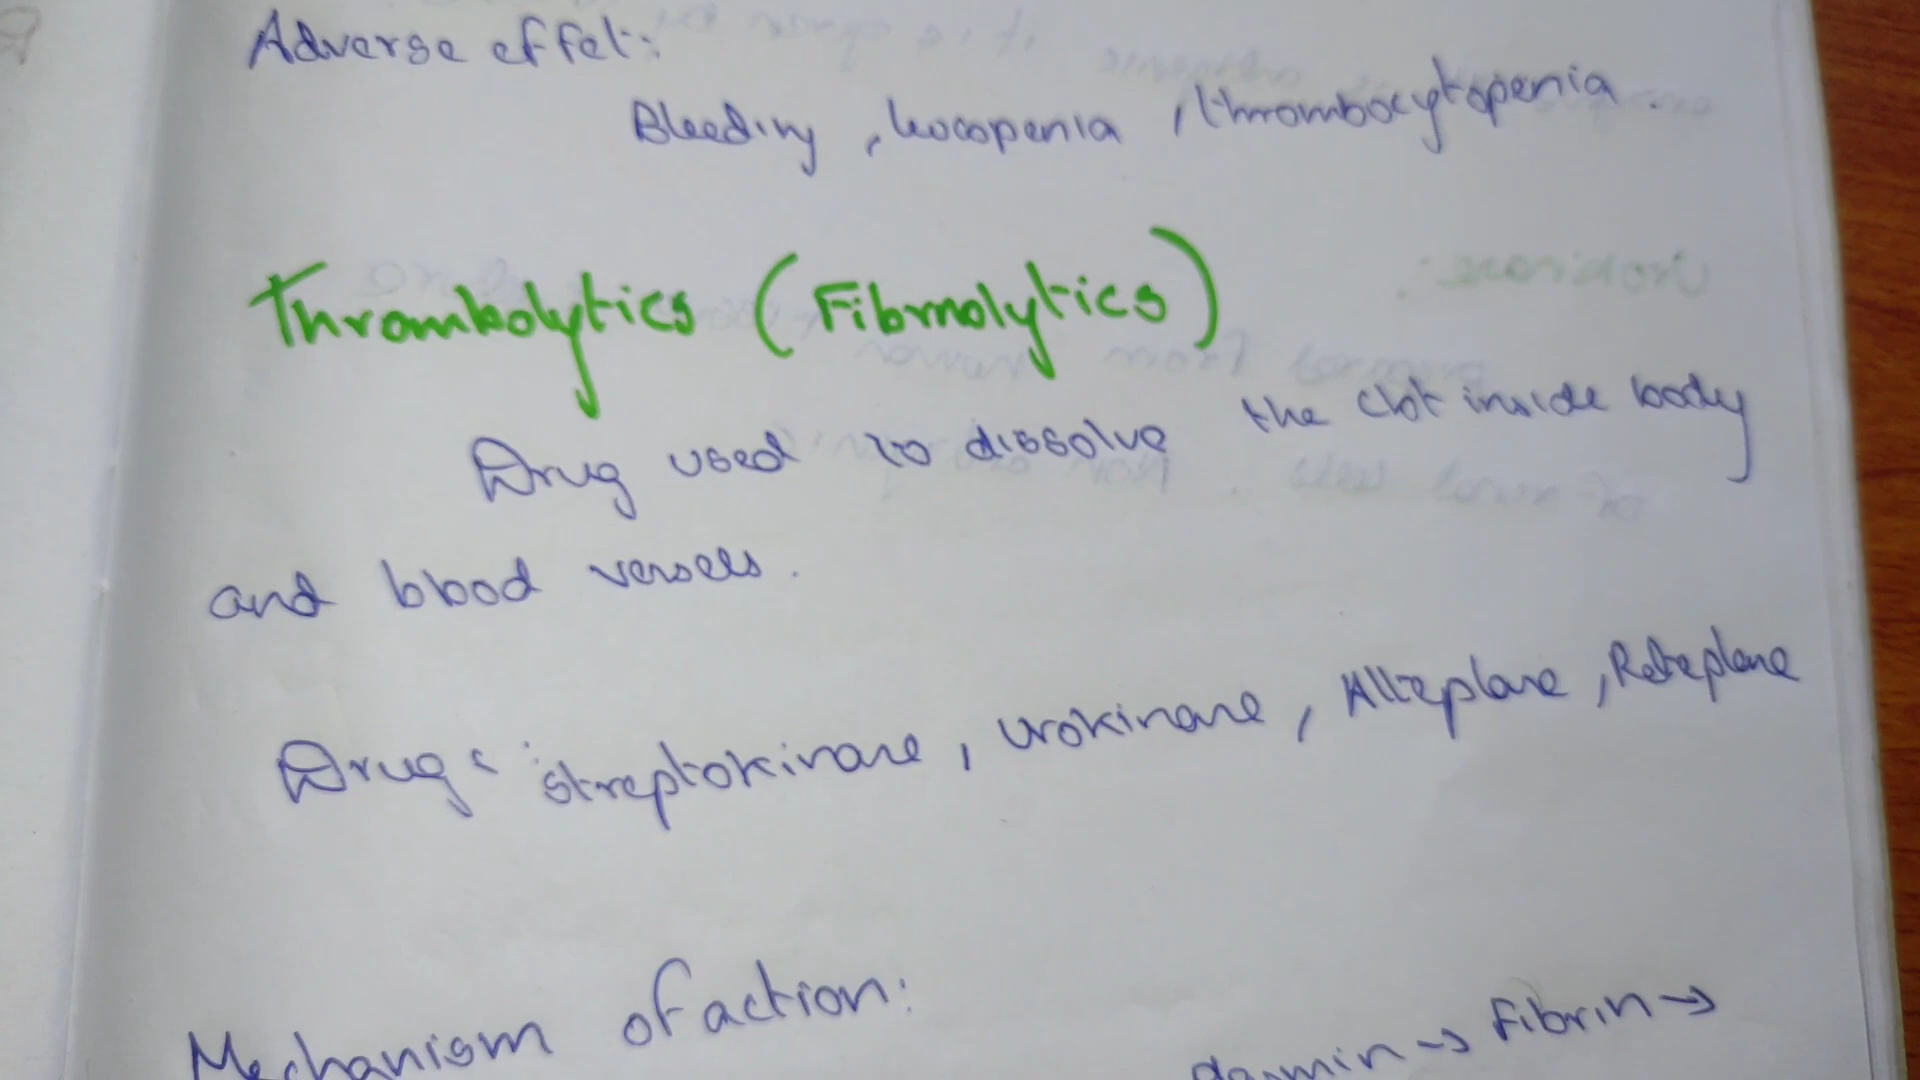 Adverse effet:
Bleeding, leucopenia, thrombocytopenia.
Thrombolytics (Fibrnolytics)
Drug used to dissolve the clot inside body
and blood vessels.
Drug: streptokinase, Urokinase, Alteplase, Reteplase
Mechanism of action:
Fibrin →